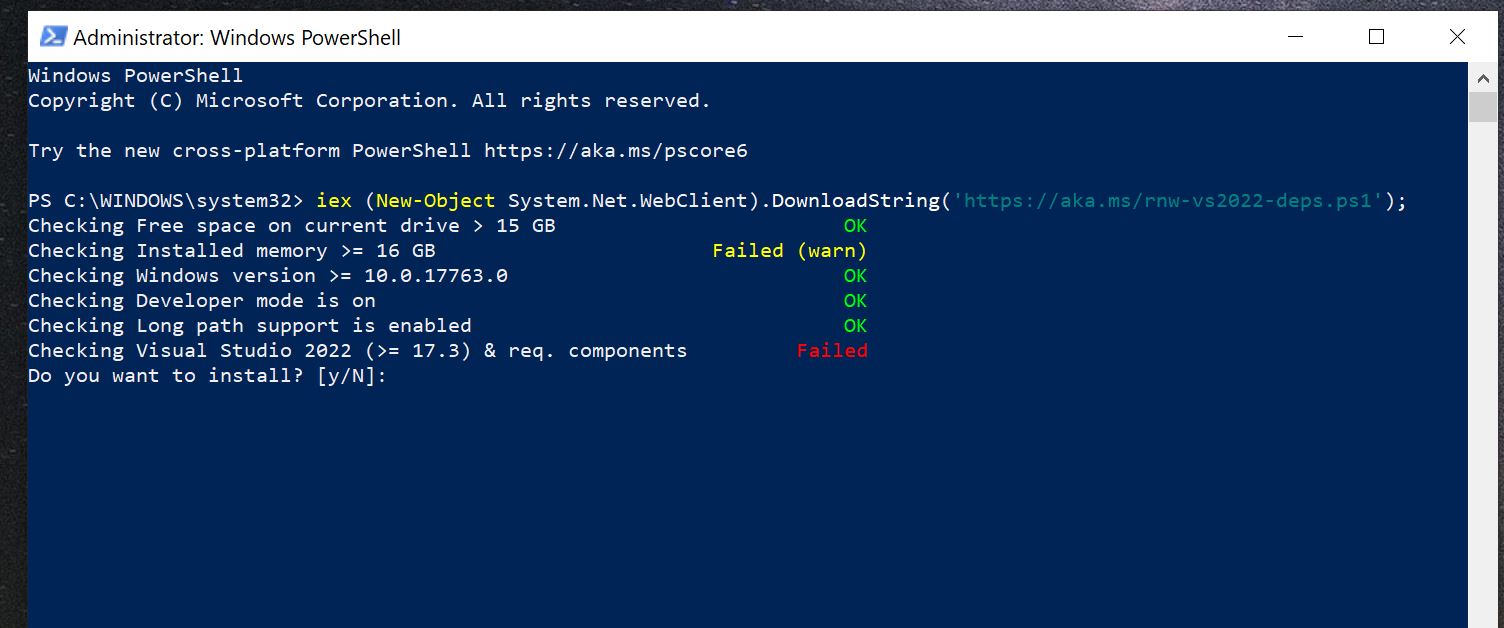 Administrator: Windows PowerShell
Windows PowerShell
Copyright (C) Microsoft Corporation. All rights reserved.
Try the new cross-platform PowerShell https://aka.ms/pscore6
PS C:\WINDOWS\system32> iex (New-Object System.Net.WebClient).DownloadString('https://aka.ms/rnw-vs2022-deps.ps1');
Checking Free space on current drive > 15 GB OK
Checking Installed memory >= 16 GB Failed (warn)
Checking Windows version >= 10.0.17763.0 OK
Checking Developer mode is on OK
Checking Long path support is enabled OK
Checking Visual Studio 2022 (>= 17.3) & req. components Failed
Do you want to install? [y/N]: